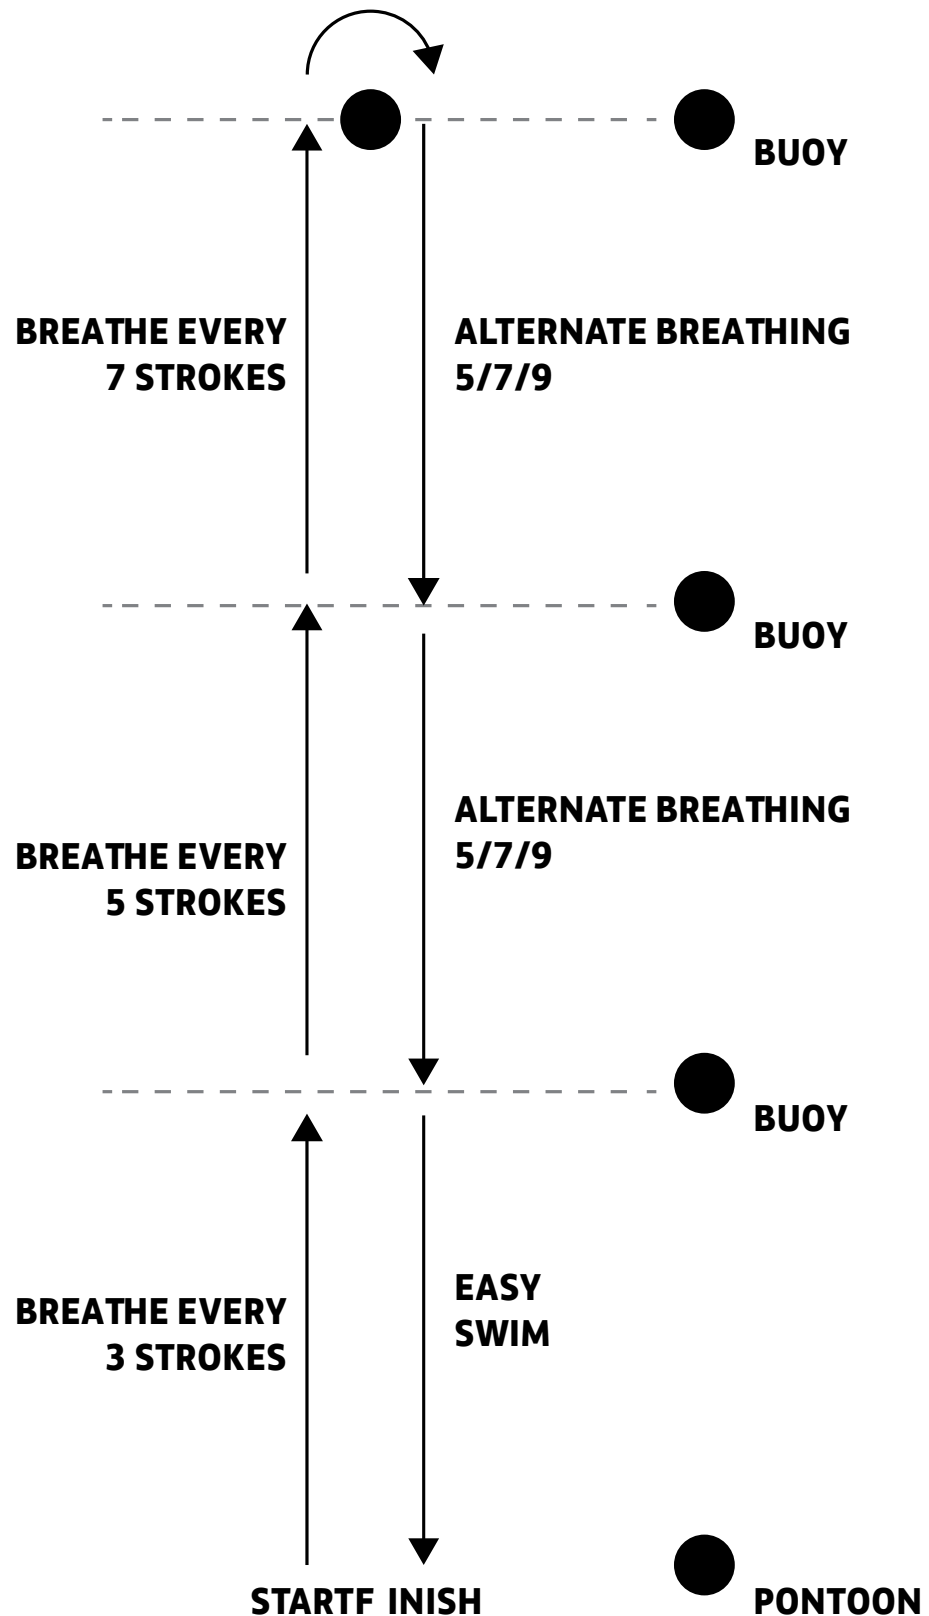 BUOY
BREATHE EVERY
7 STROKES
ALTERNATE BREATHING
5/7/9
BUOY
ALTERNATE BREATHING
5/7/9
BREATHE EVERY
5 STROKES
BUOY
EASY
SWIM
BREATHE EVERY
3 STROKES
STARTF INISH
PONTOON